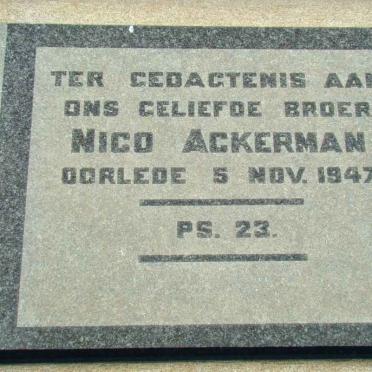 TER GEDAGTENIS AAN
ONS GELIEFDE BROER
NICO ACKERMAN
OORLEDE 5 NOV. 1947
PS. 23.